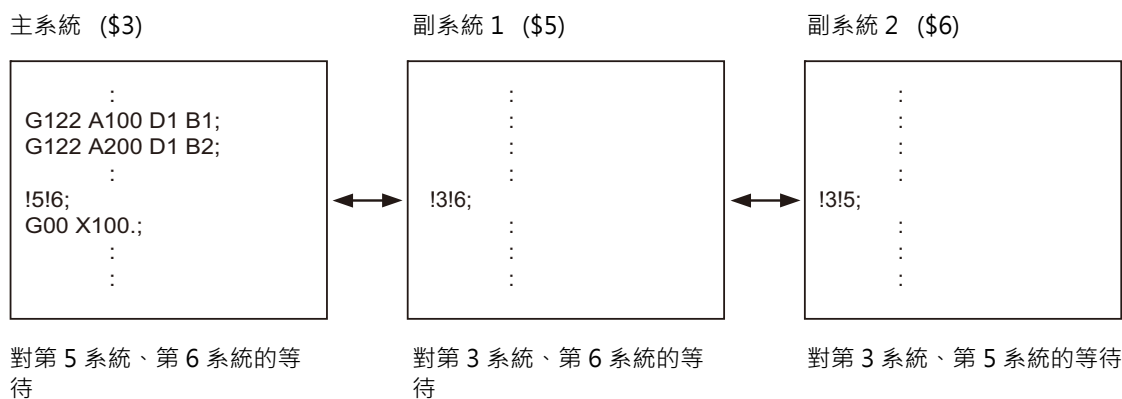 主系統 ($3)
:
G122 A100 D1 B1;
G122 A200 D1 B2;
:
!5!6;
G00 X100.;
:
:
對第 5 系統、第 6 系統的等
待
副系統 1 ($5)
:
:
:
:
!3!6;
:
:
:
對第 3 系統、第 6 系統的等
待
副系統 2 ($6)
:
:
:
:
!3!5;
:
:
:
對第 3 系統、第 5 系統的等待